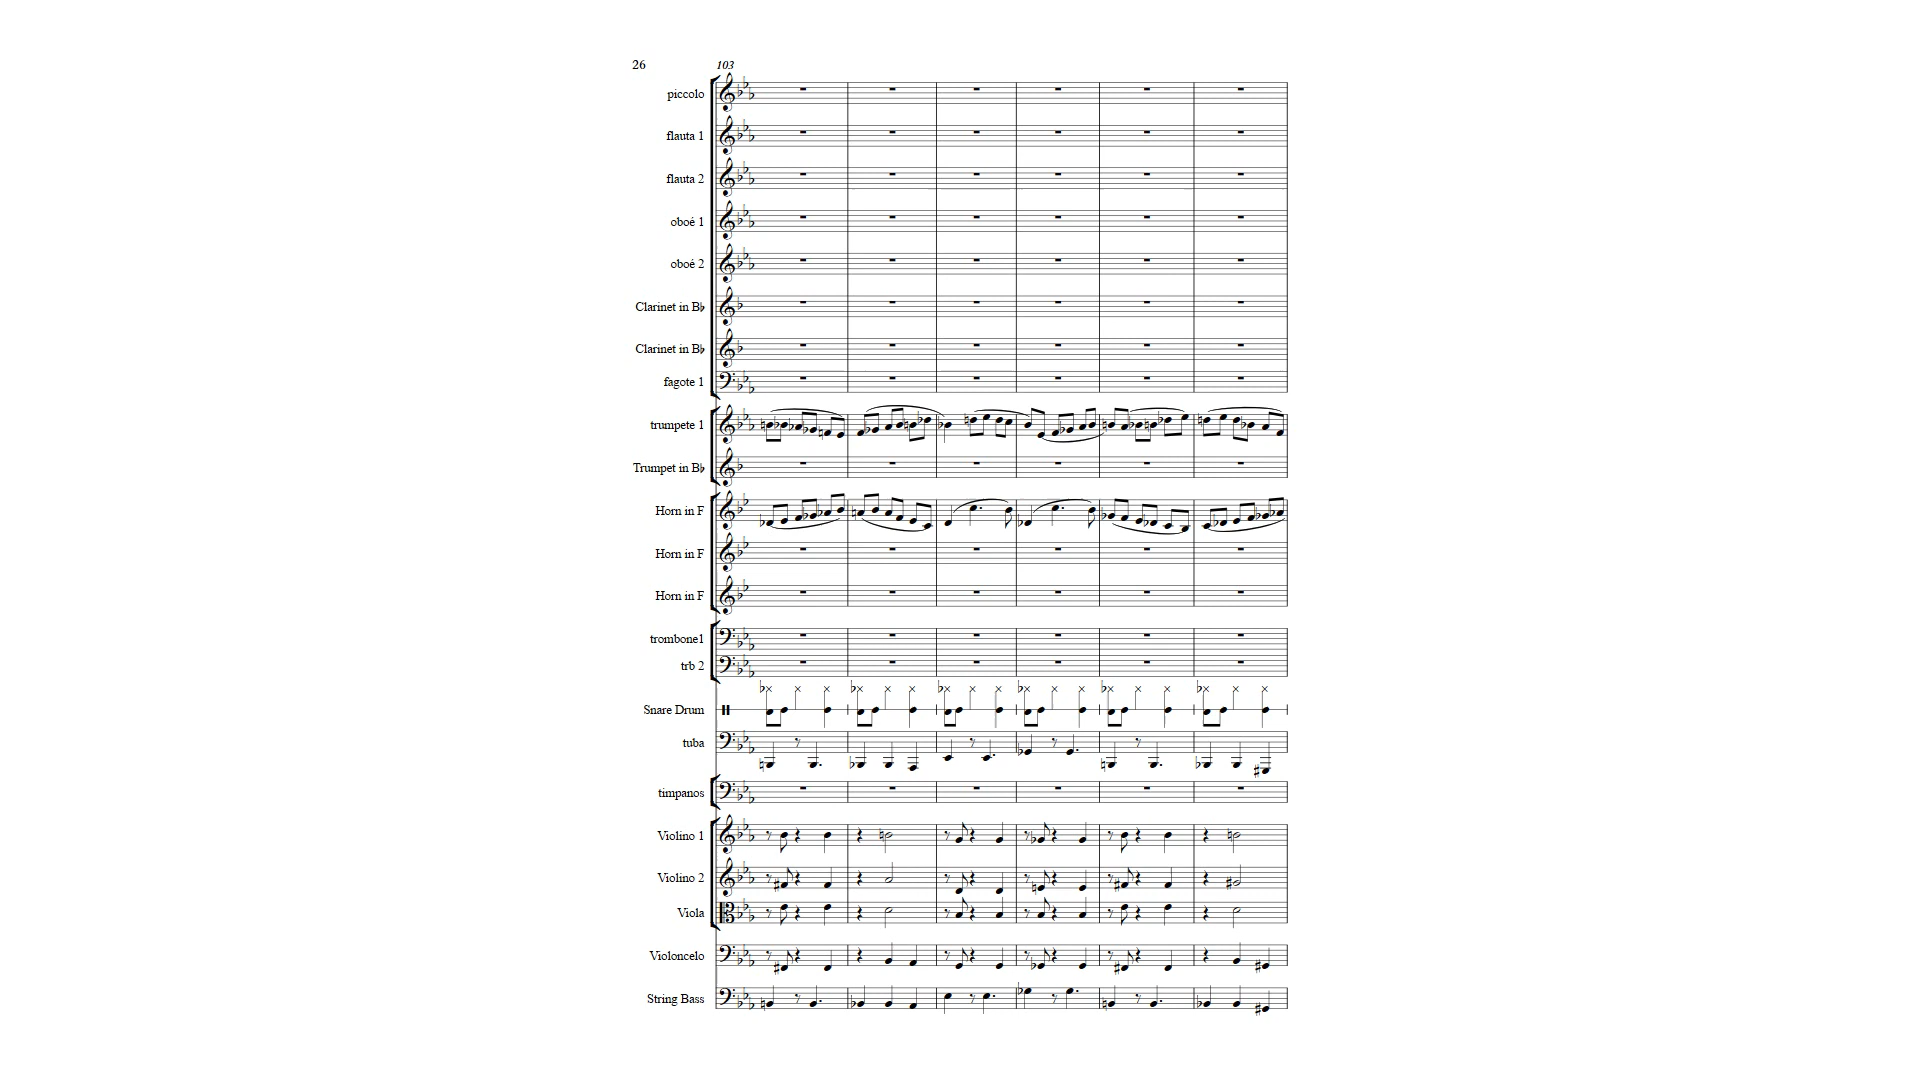 26
103
piccolo
flauta 1
flauta 2
oboé 1
oboé 2
Clarinet in B♭
Clarinet in B♭
fagote 1
trumpete 1
Trumpet in B♭
Horn in F
Horn in F
Horn in F
trombone1
trb 2
Snare Drum
tuba
timpanos
Violino 1
Violino 2
Viola
Violoncelo
String Bass